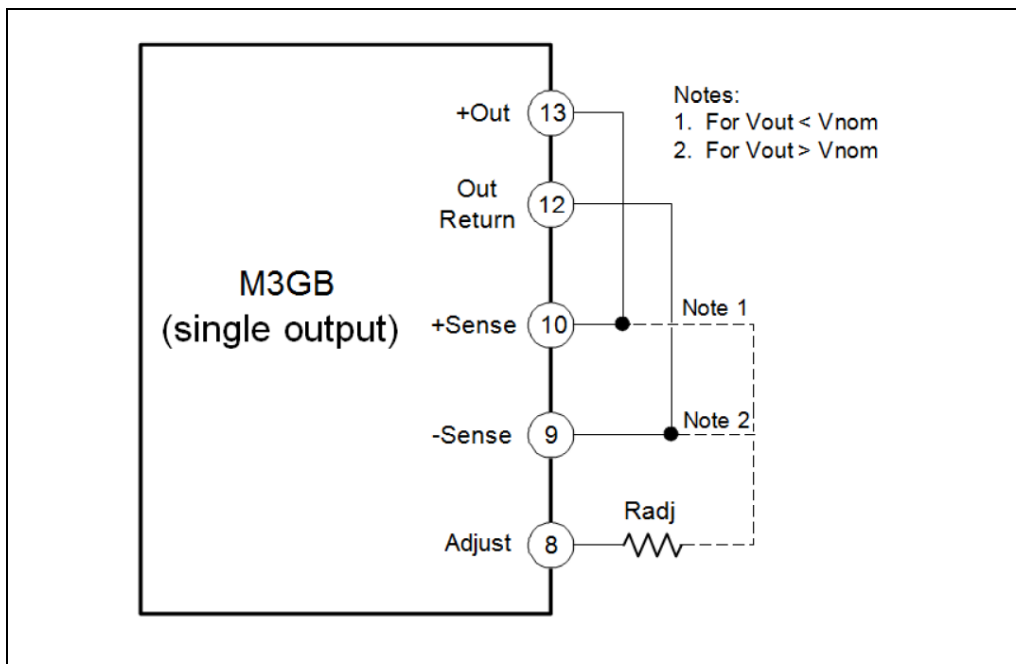 +Out
13
Notes:
1. For Vout < Vnom
2. For Vout > Vnom
Out
Return
12
M3GB
(single output)
+Sense
10
Note 1
-Sense
9
Note 2
Adjust
8
Radj